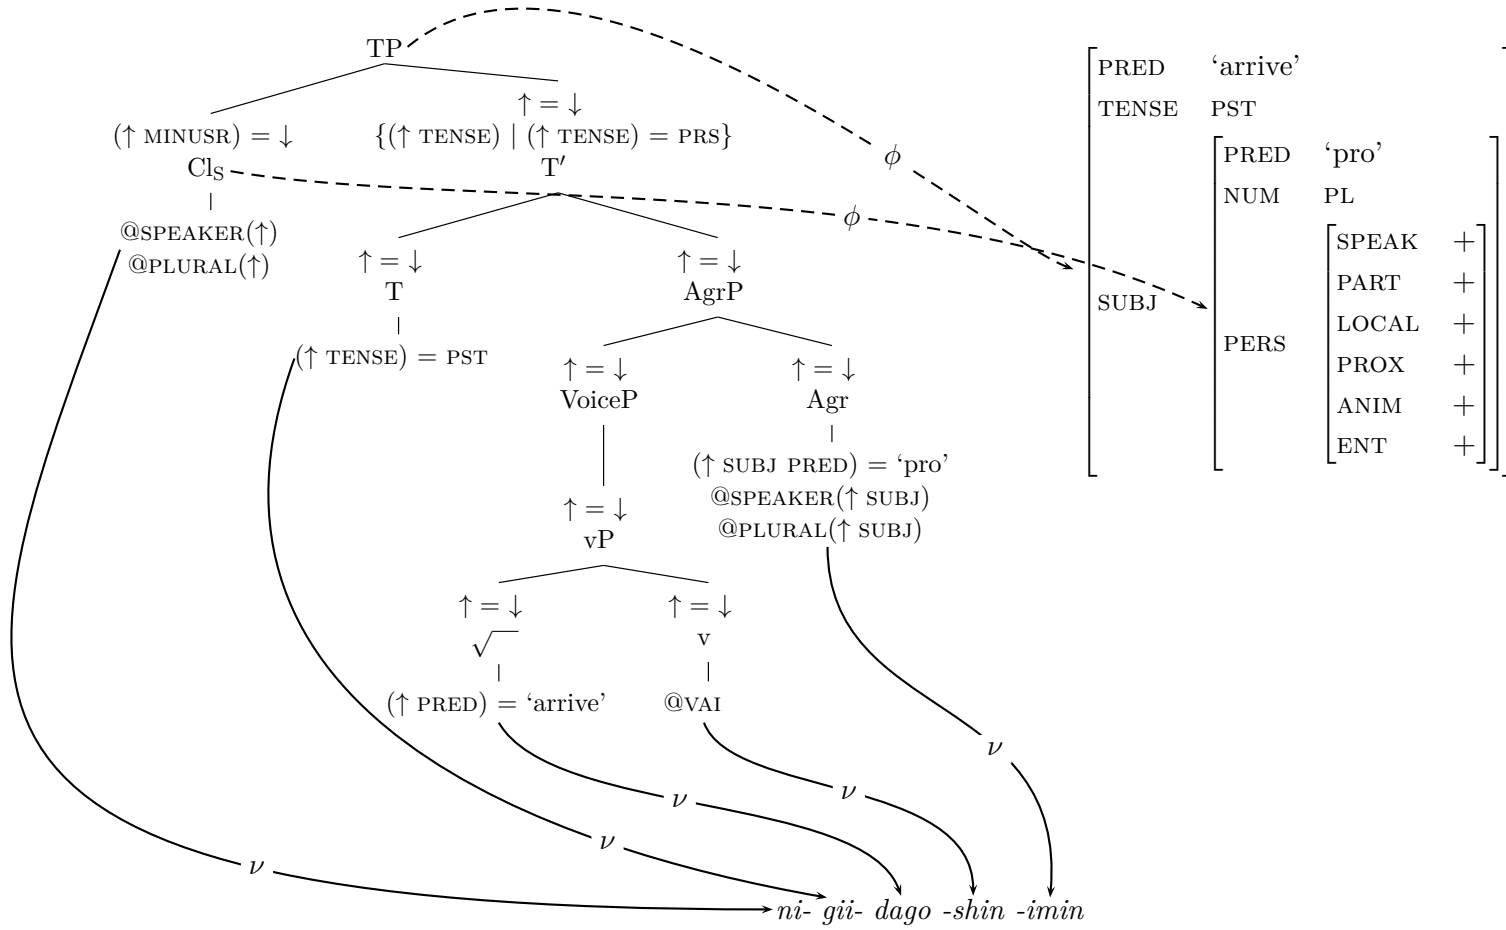 TP
↑ = ↓
(↑ MINUSR) = ↓
{(↑ TENSE) | (↑ TENSE) = PRS}
Cl_S
T′
@SPEAKER(↑)
@PLURAL(↑)
↑ = ↓
↑ = ↓
T
AgrP
(↑ TENSE) = PST
↑ = ↓
↑ = ↓
VoiceP
Agr
(↑ SUBJ PRED) = ‘pro’
@SPEAKER(↑ SUBJ)
@PLURAL(↑ SUBJ)
↑ = ↓
vP
↑ = ↓
↑ = ↓
√
v
(↑ PRED) = ‘arrive’
@VAI
ν
ν
ν
ν
ν
ni- gii- dago -shin -imin
ϕ
ϕ
PRED ‘arrive’
TENSE PST
SUBJ
PRED ‘pro’
NUM PL
PERS
SPEAK +
PART +
LOCAL +
PROX +
ANIM +
ENT +